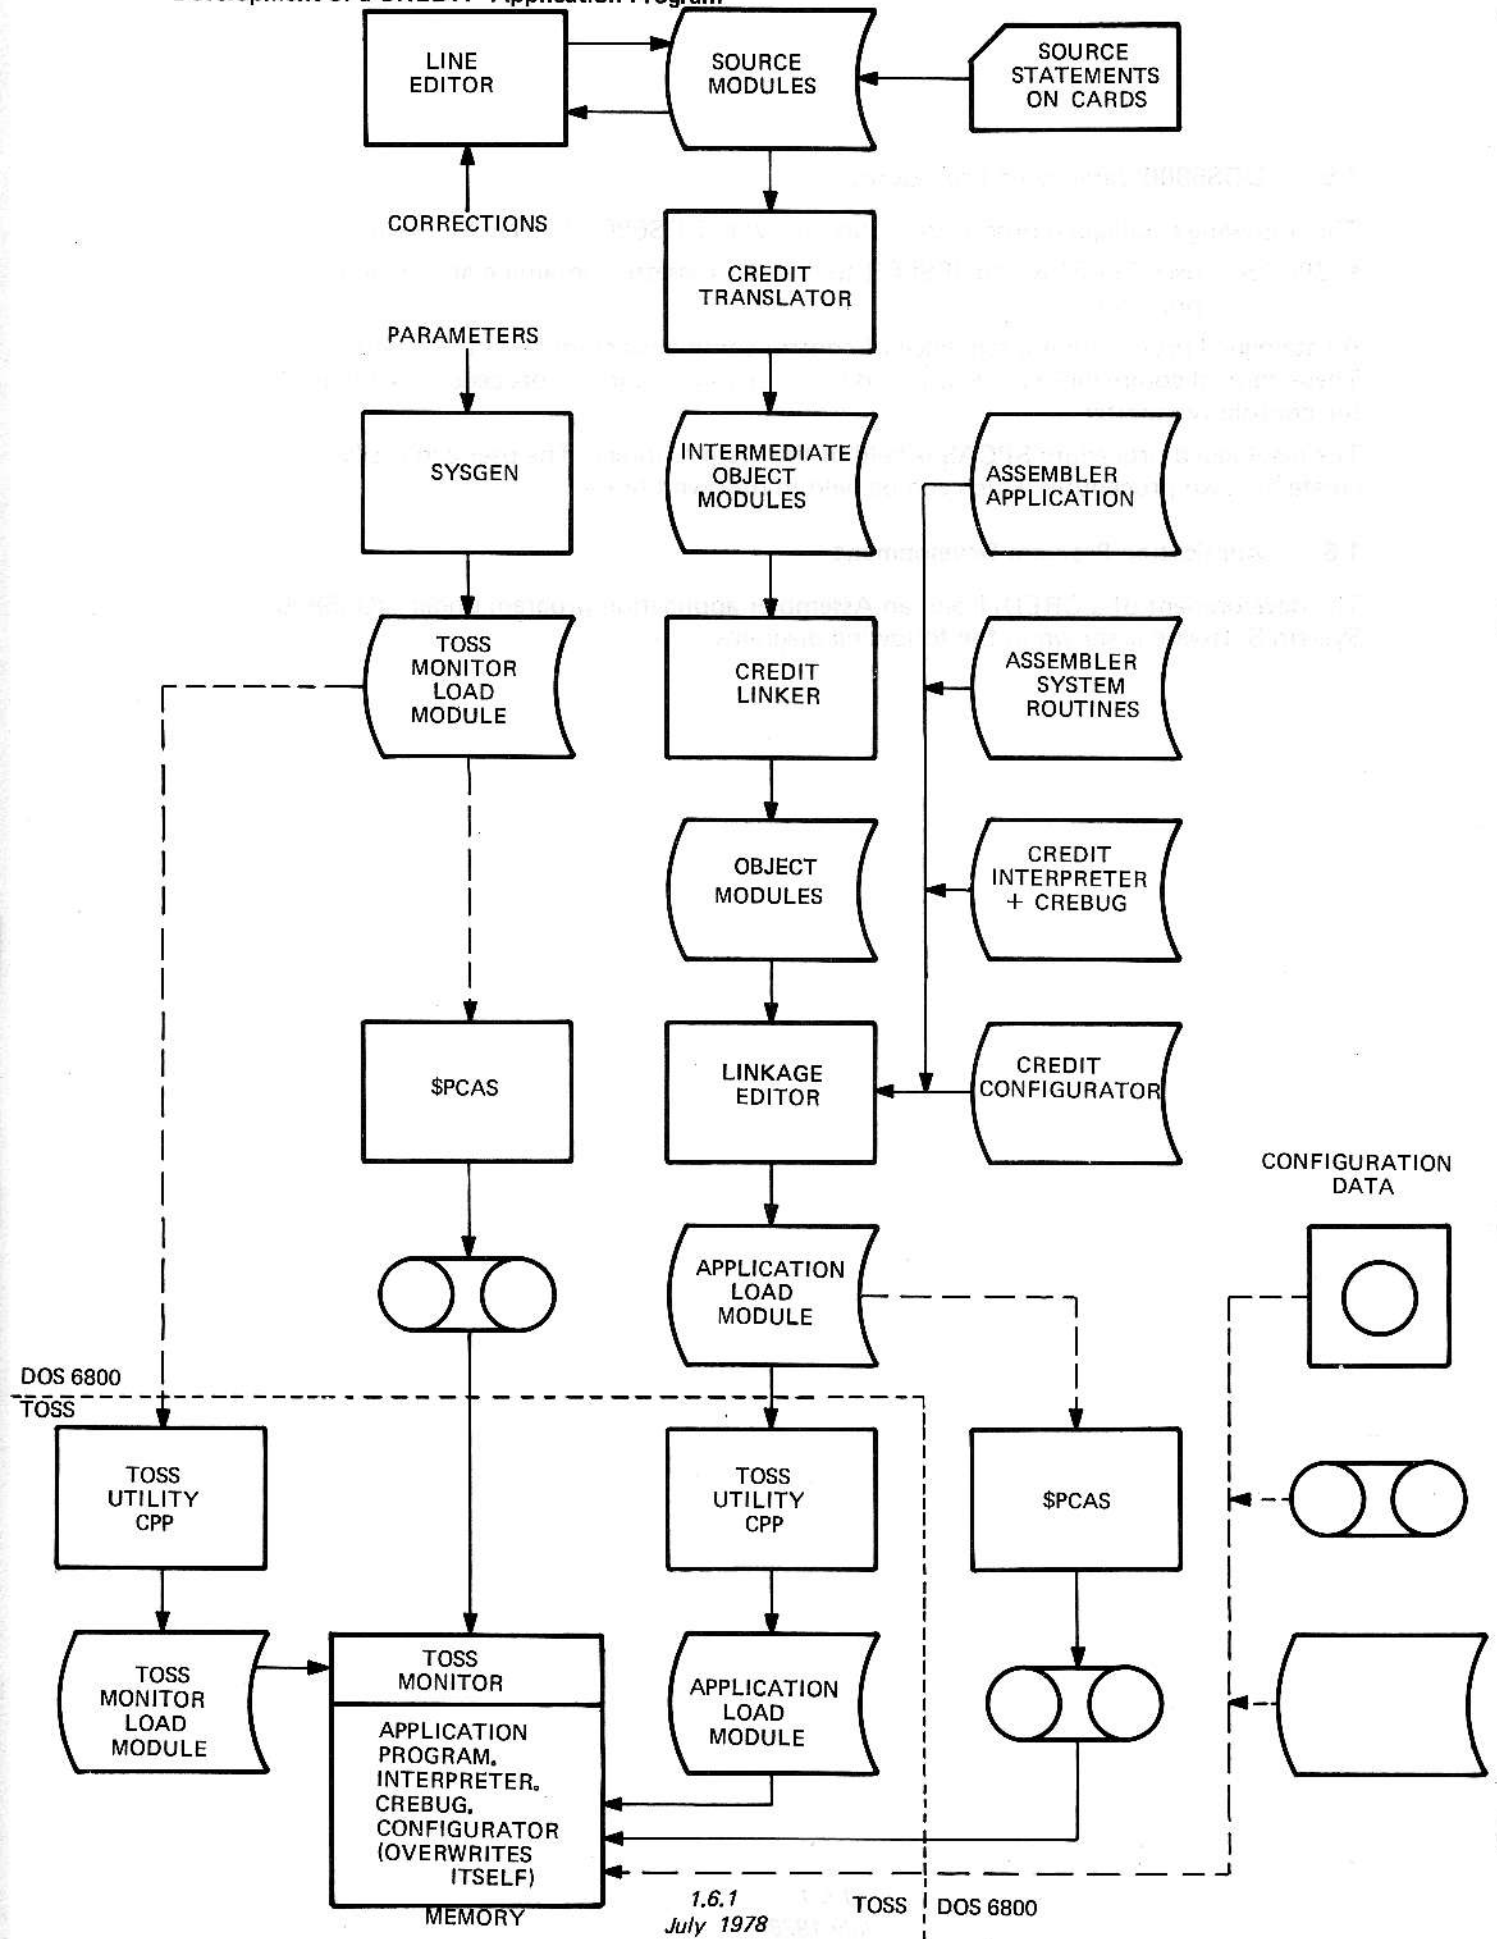 Development of a CREDIT Application Program
LINE
EDITOR
SOURCE
MODULES
SOURCE
STATEMENTS
ON CARDS
CORRECTIONS
CREDIT
TRANSLATOR
PARAMETERS
SYSGEN
INTERMEDIATE
OBJECT
MODULES
ASSEMBLER
APPLICATION
TOSS
MONITOR
LOAD
MODULE
CREDIT
LINKER
ASSEMBLER
SYSTEM
ROUTINES
OBJECT
MODULES
CREDIT
INTERPRETER
+ CREBUG
$PCAS
LINKAGE
EDITOR
CREDIT
CONFIGURATOR
CONFIGURATION
DATA
APPLICATION
LOAD
MODULE
DOS 6800
TOSS
TOSS
UTILITY
CPP
TOSS
UTILITY
CPP
$PCAS
TOSS
MONITOR
LOAD
MODULE
TOSS
MONITOR
APPLICATION
PROGRAM.
INTERPRETER.
CREBUG.
CONFIGURATOR
(OVERWRITES
ITSELF)
MEMORY
APPLICATION
LOAD
MODULE
1.6.1
July 1978
TOSS
DOS 6800